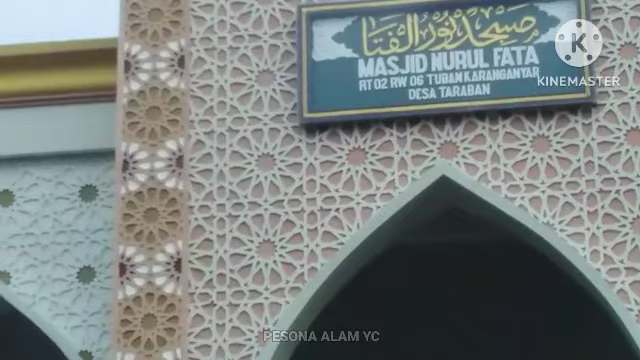 مسجد نور الفتا
MASJID NURUL FATA
RT 02 RW 06 TUBAN KARANGANYAR
DESA TARABAN
KINEMASTER
PESONA ALAM YC